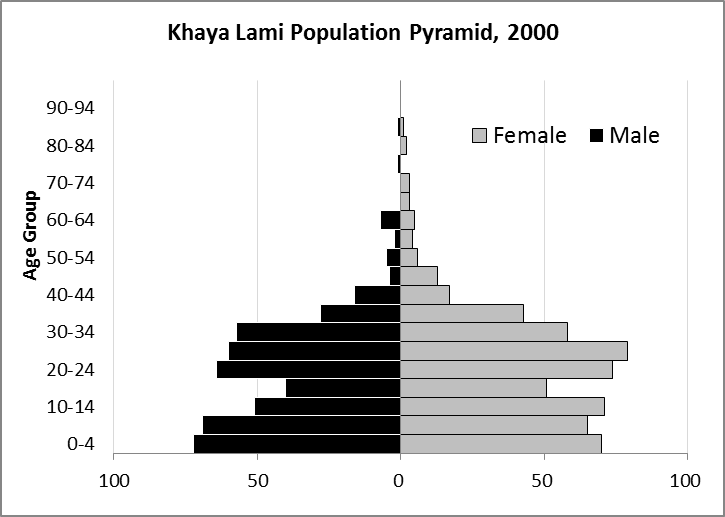 Khaya Lami Population Pyramid, 2000
Female
Male
Age Group
90-94
80-84
70-74
60-64
50-54
40-44
30-34
20-24
10-14
0-4
100 50 0 50 100